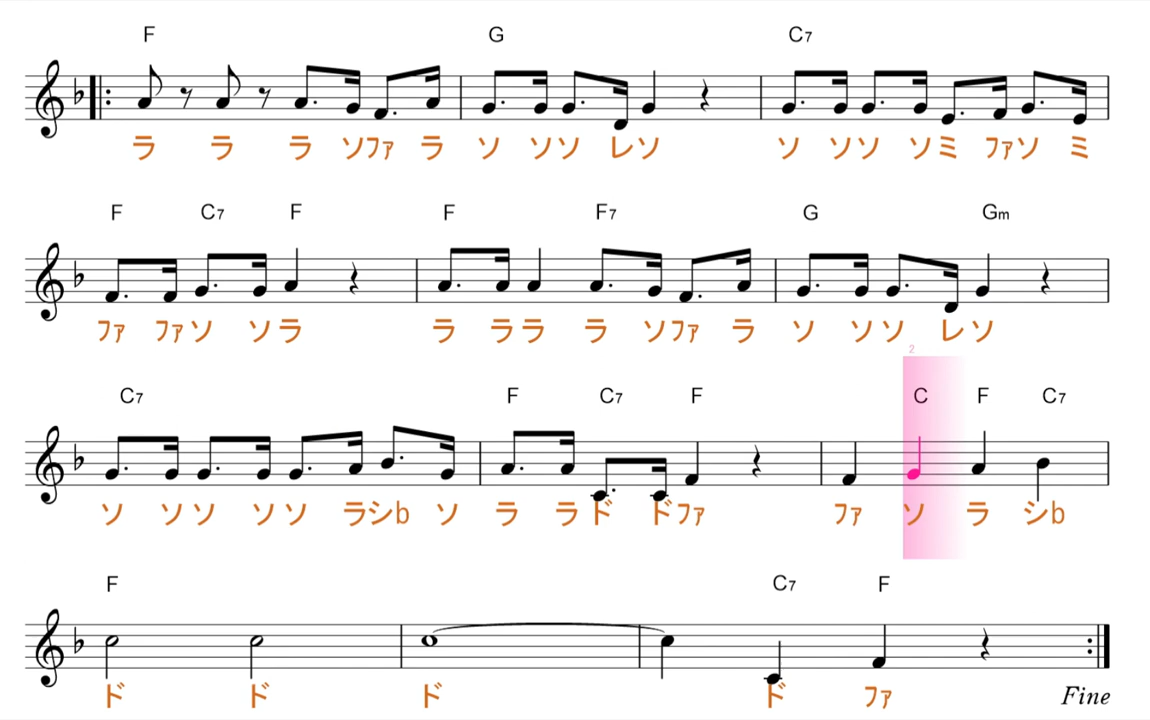 F G C7
ラ ラ ラ ソ ファ ラ ソ ソ ソ レ ソ ソ ソ ソ ソ ミ ファ ソ ミ
F C7 F F F7 G Gm
ファ ファ ソ ソ ラ ラ ラ ラ ラ ソ ファ ラ ソ ソ ソ レ ソ
2
C7 F C7 F C F C7
ソ ソ ソ ソ ソ ラ シb ソ ラ ラ ド ド ファ ファ ソ ラ シb
F C7 F
ド ド ド ド ファ Fine